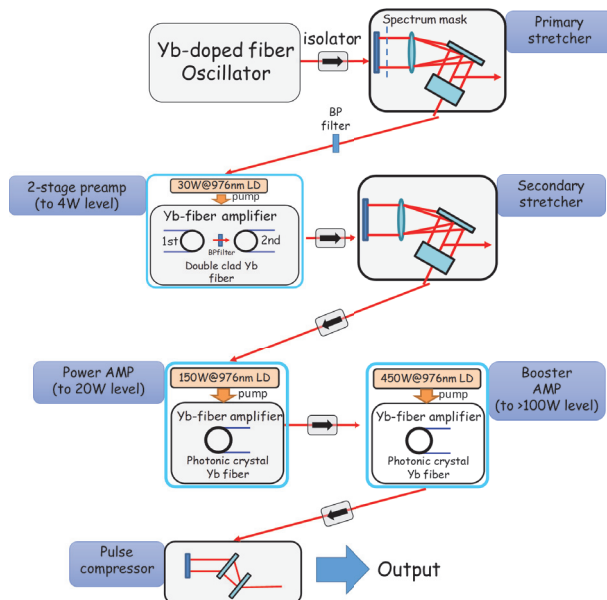 Yb-doped fiber
Oscillator
isolator
Spectrum mask
Primary
stretcher
BP
filter
2-stage preamp
(to 4W level)
30W@976nm LD
pump
Yb-fiber amplifier
1st
BPfilter
2nd
Double clad Yb
fiber
Secondary
stretcher
Power AMP
(to 20W level)
150W@976nm LD
pump
Yb-fiber amplifier
Photonic crystal
Yb fiber
450W@976nm LD
pump
Yb-fiber amplifier
Photonic crystal
Yb fiber
Booster
AMP
(to >100W level)
Pulse
compressor
Output